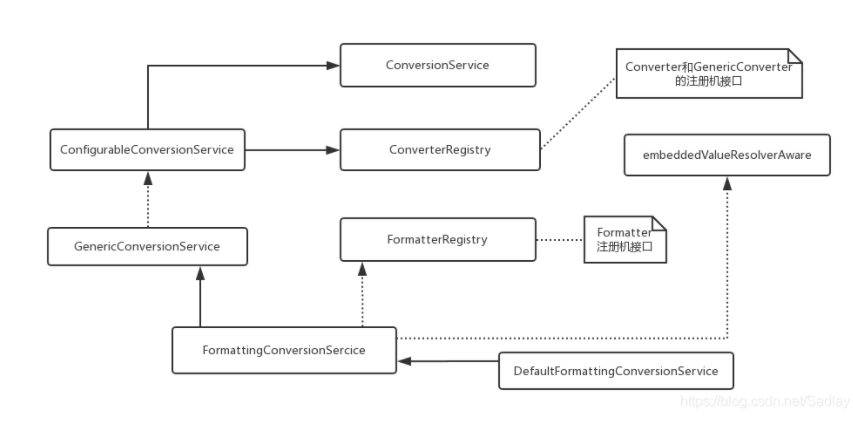 ConversionService
Converter和GenericConverter
的注册机接口
ConfigurableConversionService
ConverterRegistry
embeddedValueResolverAware
GenericConversionService
FormatterRegistry
Formatter
注册机接口
FormattingConversionSercice
DefaultFormattingConversionService
https://blog.csdn.net/Sadlay